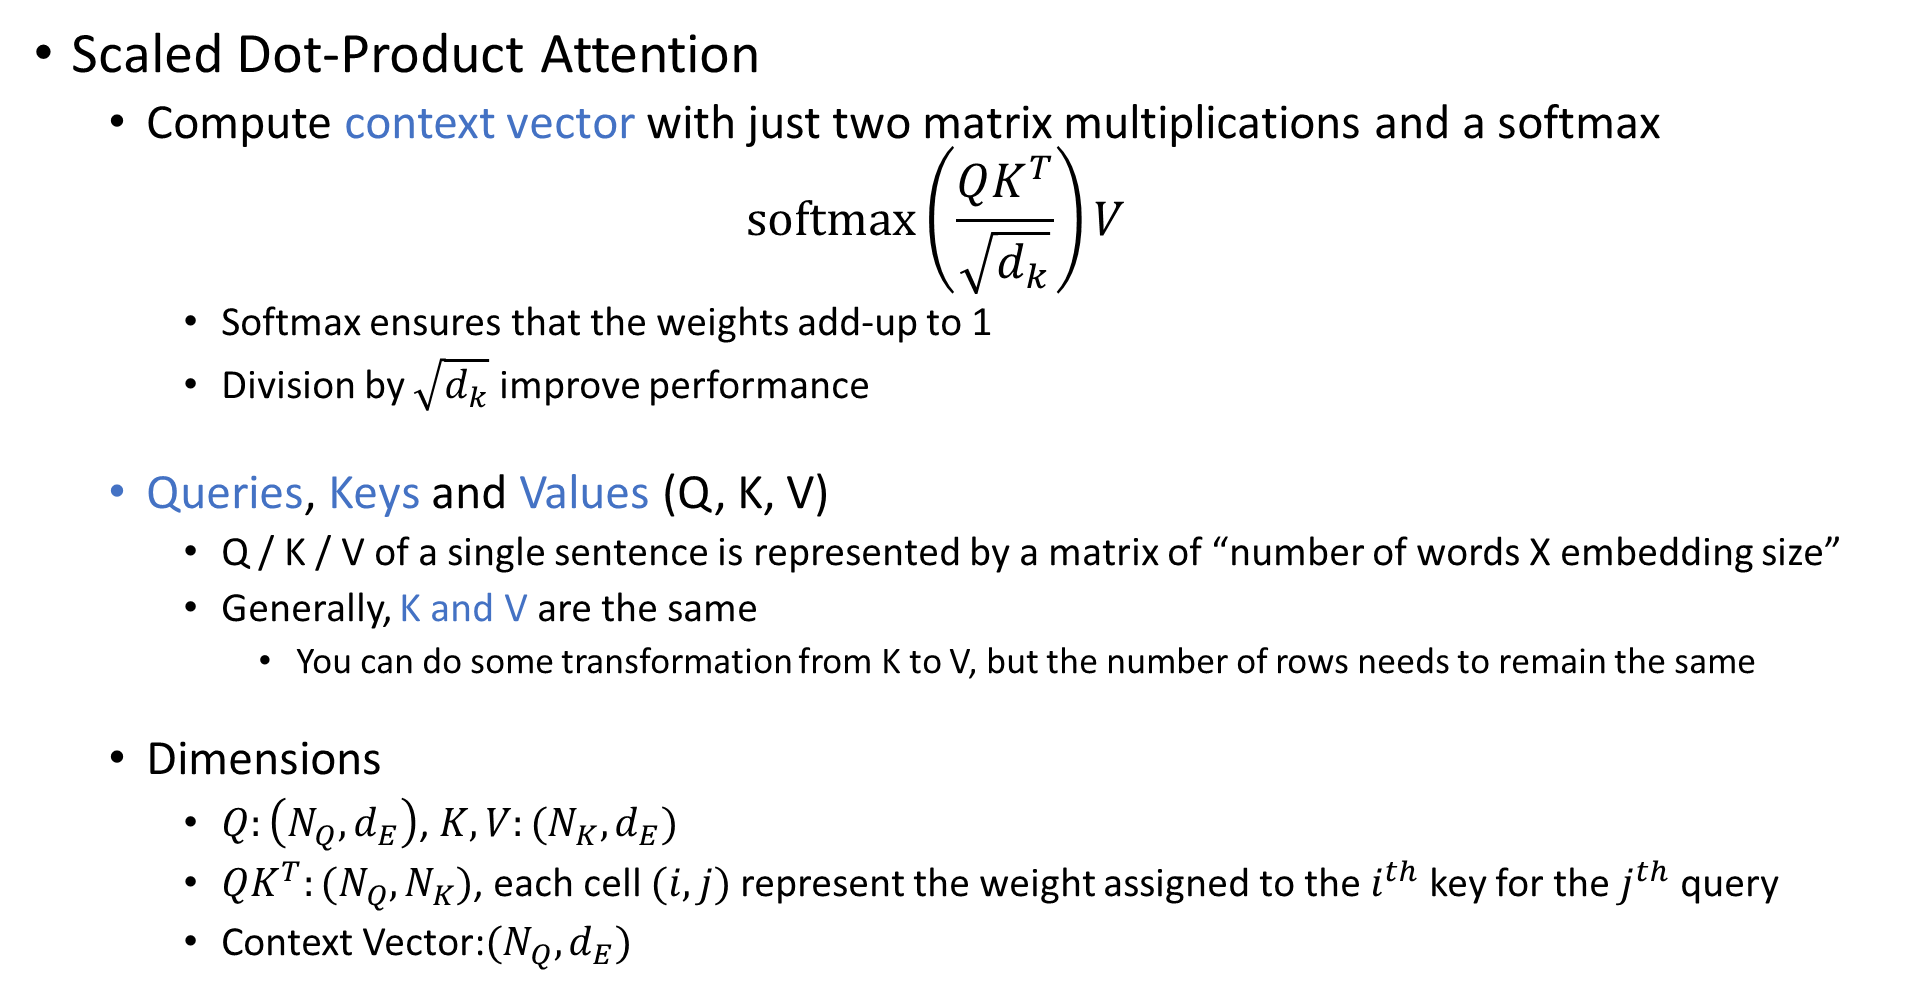 • Scaled Dot-Product Attention
• Compute context vector with just two matrix multiplications and a softmax
softmax(QK^T / √d_k) V
• Softmax ensures that the weights add-up to 1
• Division by √d_k improve performance
• Queries, Keys and Values (Q, K, V)
• Q / K / V of a single sentence is represented by a matrix of “number of words X embedding size”
• Generally, K and V are the same
• You can do some transformation from K to V, but the number of rows needs to remain the same
• Dimensions
• Q: (N_Q, d_E), K, V: (N_K, d_E)
• QK^T: (N_Q, N_K), each cell (i, j) represent the weight assigned to the i^th key for the j^th query
• Context Vector:(N_Q, d_E)